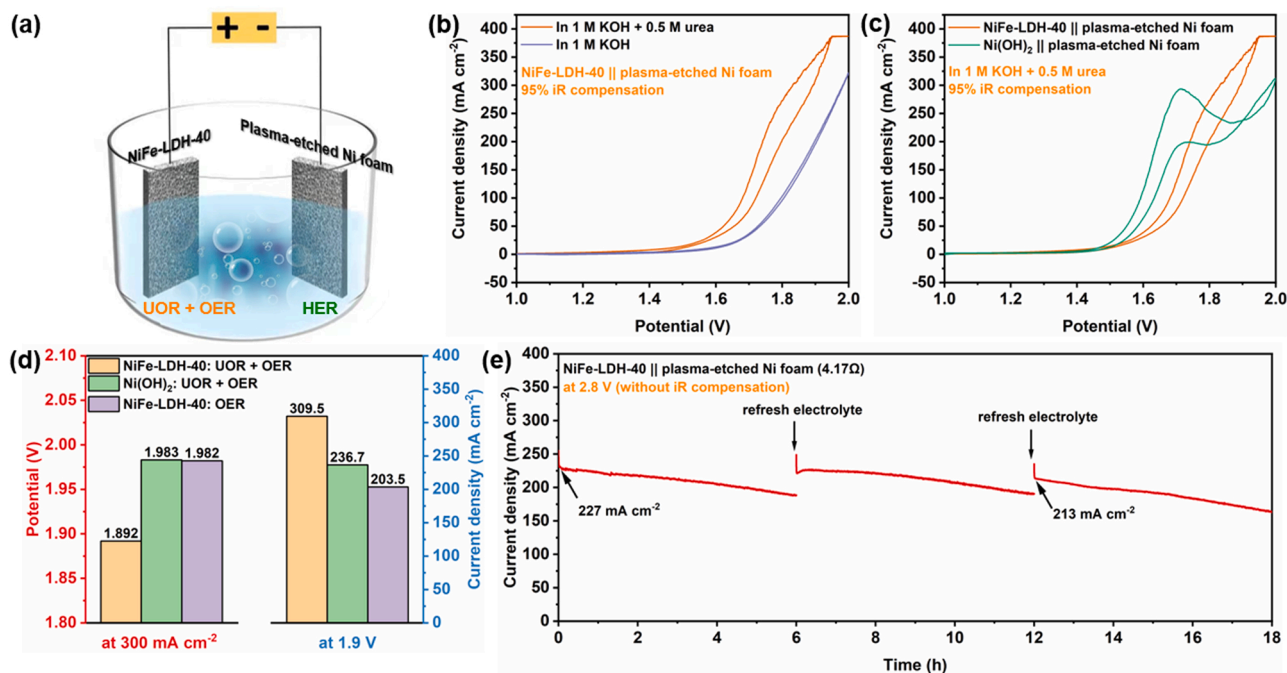 (a)
+ -
NiFe-LDH-40
Plasma-etched Ni foam
UOR + OER
HER
(b)
400
350
300
250
200
150
100
50
0
-50
Current density (mA cm⁻²)
In 1 M KOH + 0.5 M urea
In 1 M KOH
NiFe-LDH-40 || plasma-etched Ni foam
95% iR compensation
1.0 1.2 1.4 1.6 1.8 2.0
Potential (V)
(c)
400
350
300
250
200
150
100
50
0
-50
Current density (mA cm⁻²)
NiFe-LDH-40 || plasma-etched Ni foam
Ni(OH)₂ || plasma-etched Ni foam
In 1 M KOH + 0.5 M urea
95% iR compensation
1.0 1.2 1.4 1.6 1.8 2.0
Potential (V)
(d)
2.10
2.05
2.00
1.95
1.90
1.85
1.80
Potential (V)
NiFe-LDH-40: UOR + OER
Ni(OH)₂: UOR + OER
NiFe-LDH-40: OER
1.892
1.983
1.982
309.5
236.7
203.5
at 300 mA cm⁻²
at 1.9 V
400
350
300
250
200
150
100
50
0
Current density (mA cm⁻²)
(e)
400
350
300
250
200
150
100
50
0
Current density (mA cm⁻²)
NiFe-LDH-40 || plasma-etched Ni foam (4.17Ω)
at 2.8 V (without iR compensation)
refresh electrolyte
refresh electrolyte
227 mA cm⁻²
213 mA cm⁻²
0 2 4 6 8 10 12 14 16 18
Time (h)